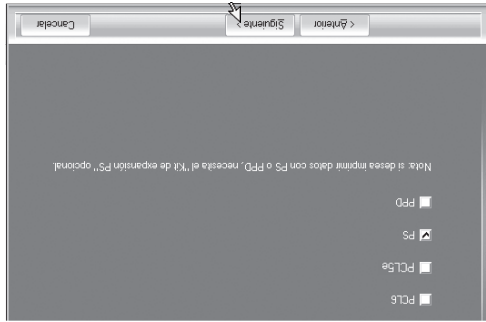 PCL6
PCL5e
PS
PPD
Nota: si desea imprimir datos con PS o PPD, necesita el "Kit de expansión PS" opcional.
< Anterior
Siguiente >
Cancelar